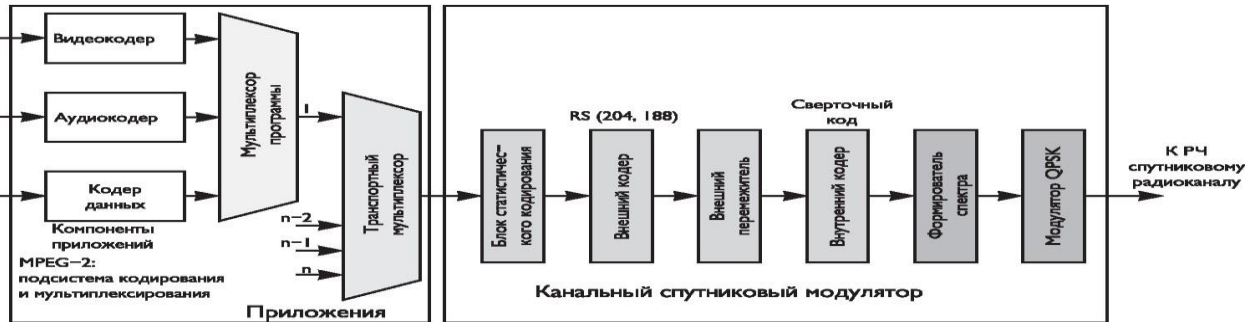 Видеокодер
Аудиокодер
Кодер
данных
Компоненты
приложений
MPEG-2:
подсистема кодирования
и мультиплексирования
Мультиплексор
программы
1
n-2
n-1
n
Транспортный
мультиплексор
Приложения
Блок статистичес=
кого кодирования
RS (204, 188)
Внешний кодер
Внешний
перемежитель
Сверточный
код
Внутренний кодер
Формирователь
спектра
Модулятор QPSK
Канальный спутниковый модулятор
К РЧ
спутниковому
радиоканалу